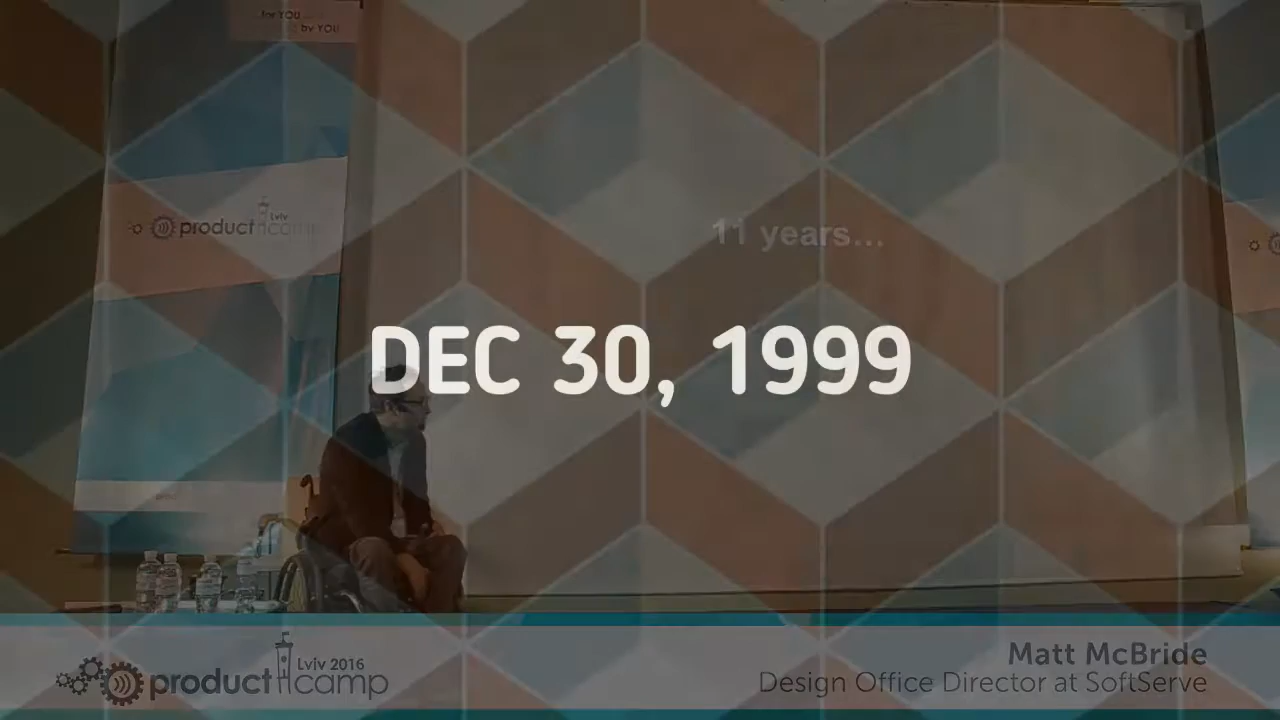 for YOU
by YOU
Lviv
productcamp
11 years...
DEC 30, 1999
Lviv 2016
productcamp
Matt McBride
Design Office Director at SoftServe